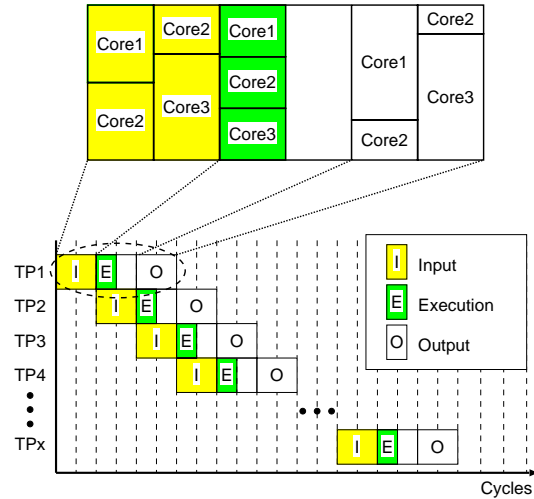 Core1
Core2
Core2
Core3
Core1
Core2
Core3
Core1
Core2
Core2
Core3
TP1 I E O
TP2 I E O
TP3 I E O
TP4 I E O
TPx I E O
I Input
E Execution
O Output
Cycles